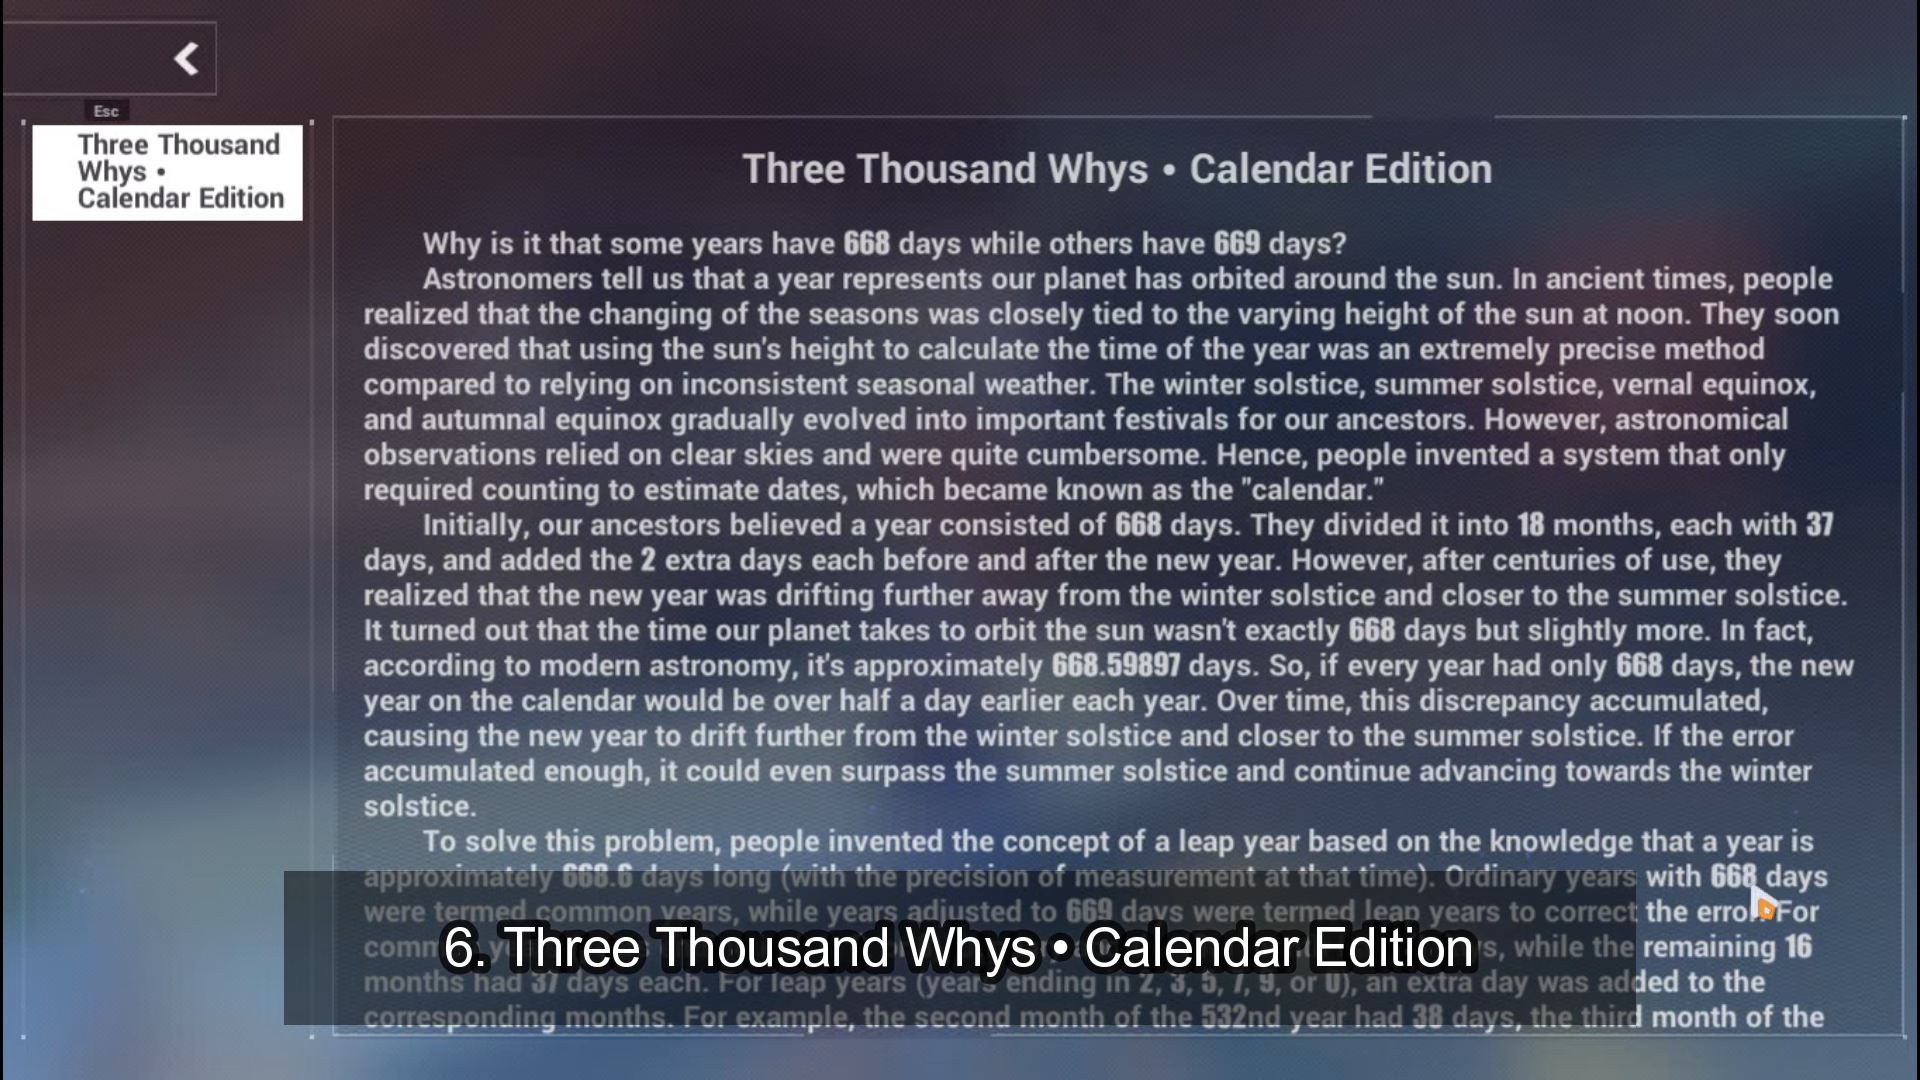 Esc
Three Thousand
Whys •
Calendar Edition
Three Thousand Whys • Calendar Edition
Why is it that some years have 668 days while others have 669 days?
Astronomers tell us that a year represents our planet has orbited around the sun. In ancient times, people
realized that the changing of the seasons was closely tied to the varying height of the sun at noon. They soon
discovered that using the sun's height to calculate the time of the year was an extremely precise method
compared to relying on inconsistent seasonal weather. The winter solstice, summer solstice, vernal equinox,
and autumnal equinox gradually evolved into important festivals for our ancestors. However, astronomical
observations relied on clear skies and were quite cumbersome. Hence, people invented a system that only
required counting to estimate dates, which became known as the "calendar."
Initially, our ancestors believed a year consisted of 668 days. They divided it into 18 months, each with 37
days, and added the 2 extra days each before and after the new year. However, after centuries of use, they
realized that the new year was drifting further away from the winter solstice and closer to the summer solstice.
It turned out that the time our planet takes to orbit the sun wasn't exactly 668 days but slightly more. In fact,
according to modern astronomy, it's approximately 668.59897 days. So, if every year had only 668 days, the new
year on the calendar would be over half a day earlier each year. Over time, this discrepancy accumulated,
causing the new year to drift further from the winter solstice and closer to the summer solstice. If the error
accumulated enough, it could even surpass the summer solstice and continue advancing towards the winter
solstice.
To solve this problem, people invented the concept of a leap year based on the knowledge that a year is
approximately 668.6 days long (with the precision of measurement at that time). Ordinary years with 668 days
were termed common years, while years adjusted to 669 days were termed leap years to correct the error. For
while the remaining 16
months had 37 days each. For leap years (years ending in 2, 3, 5, 7, 9, or 0), an extra day was added to the
corresponding months. For example, the second month of the 532nd year had 38 days, the third month of the
6. Three Thousand Whys • Calendar Edition